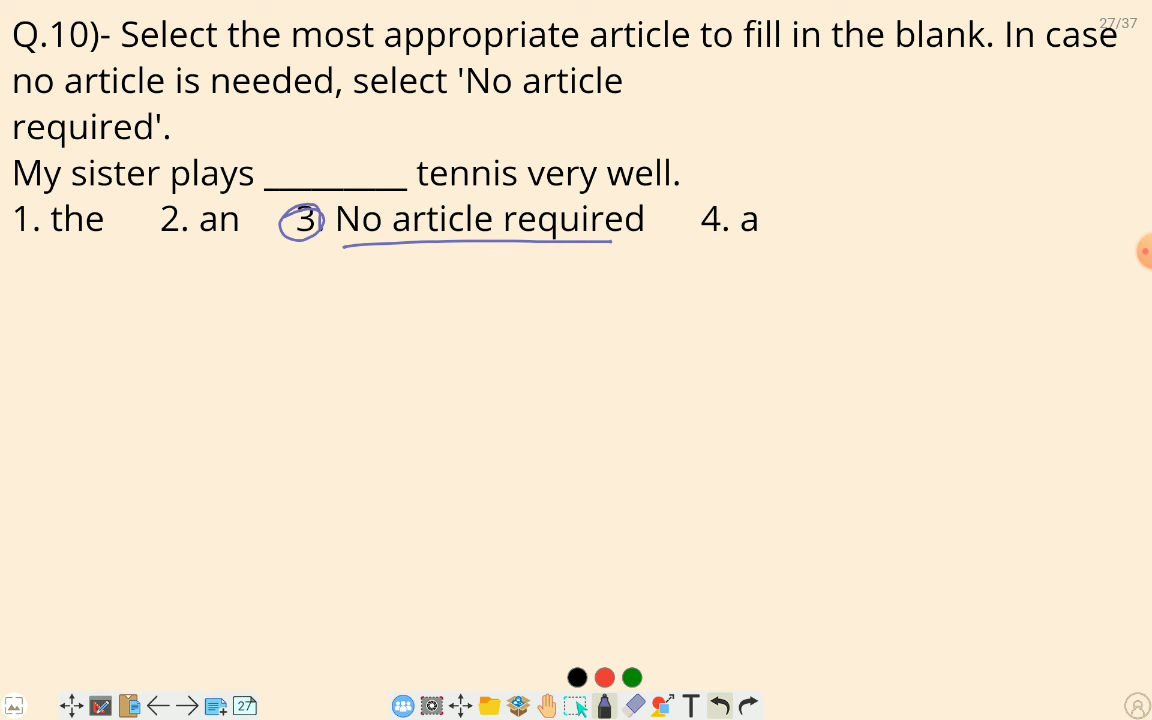 27/37
Q.10)- Select the most appropriate article to fill in the blank. In case
no article is needed, select 'No article
required'.
My sister plays _________ tennis very well.
1. the 2. an 3. No article required 4. a
27